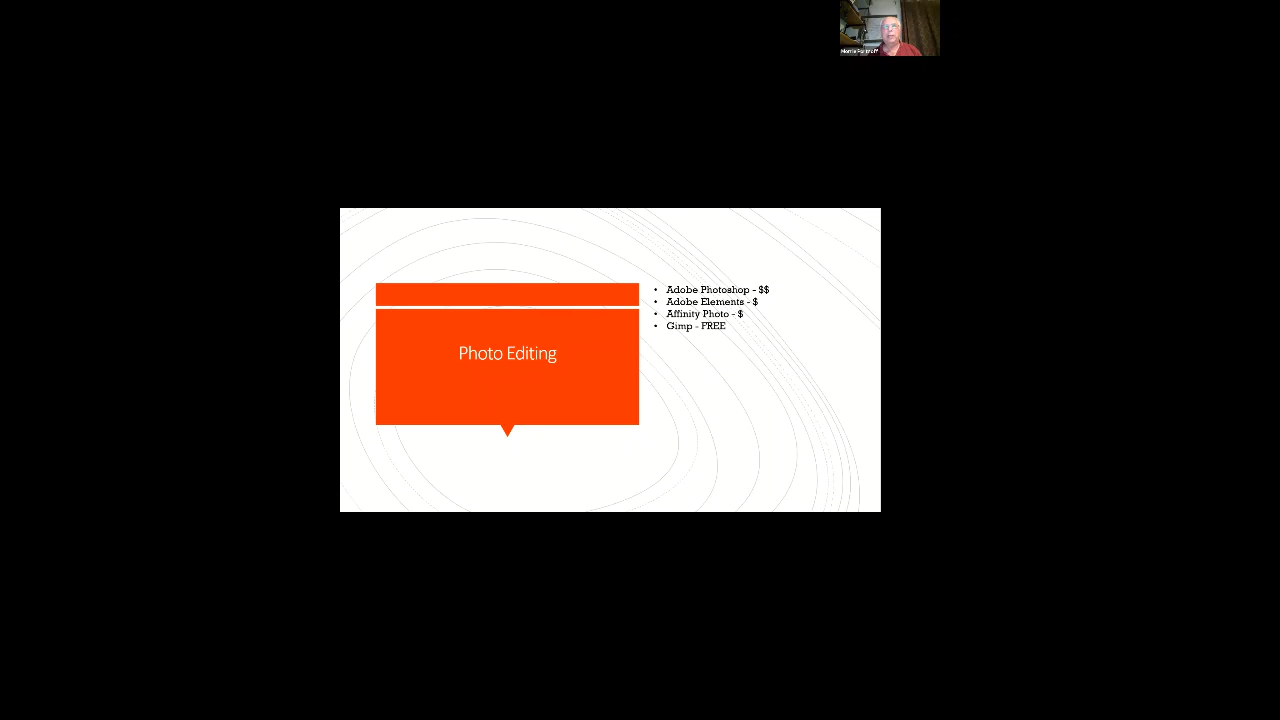 Photo Editing
• Adobe Photoshop - $$
• Adobe Elements - $
• Affinity Photo - $
• Gimp - FREE